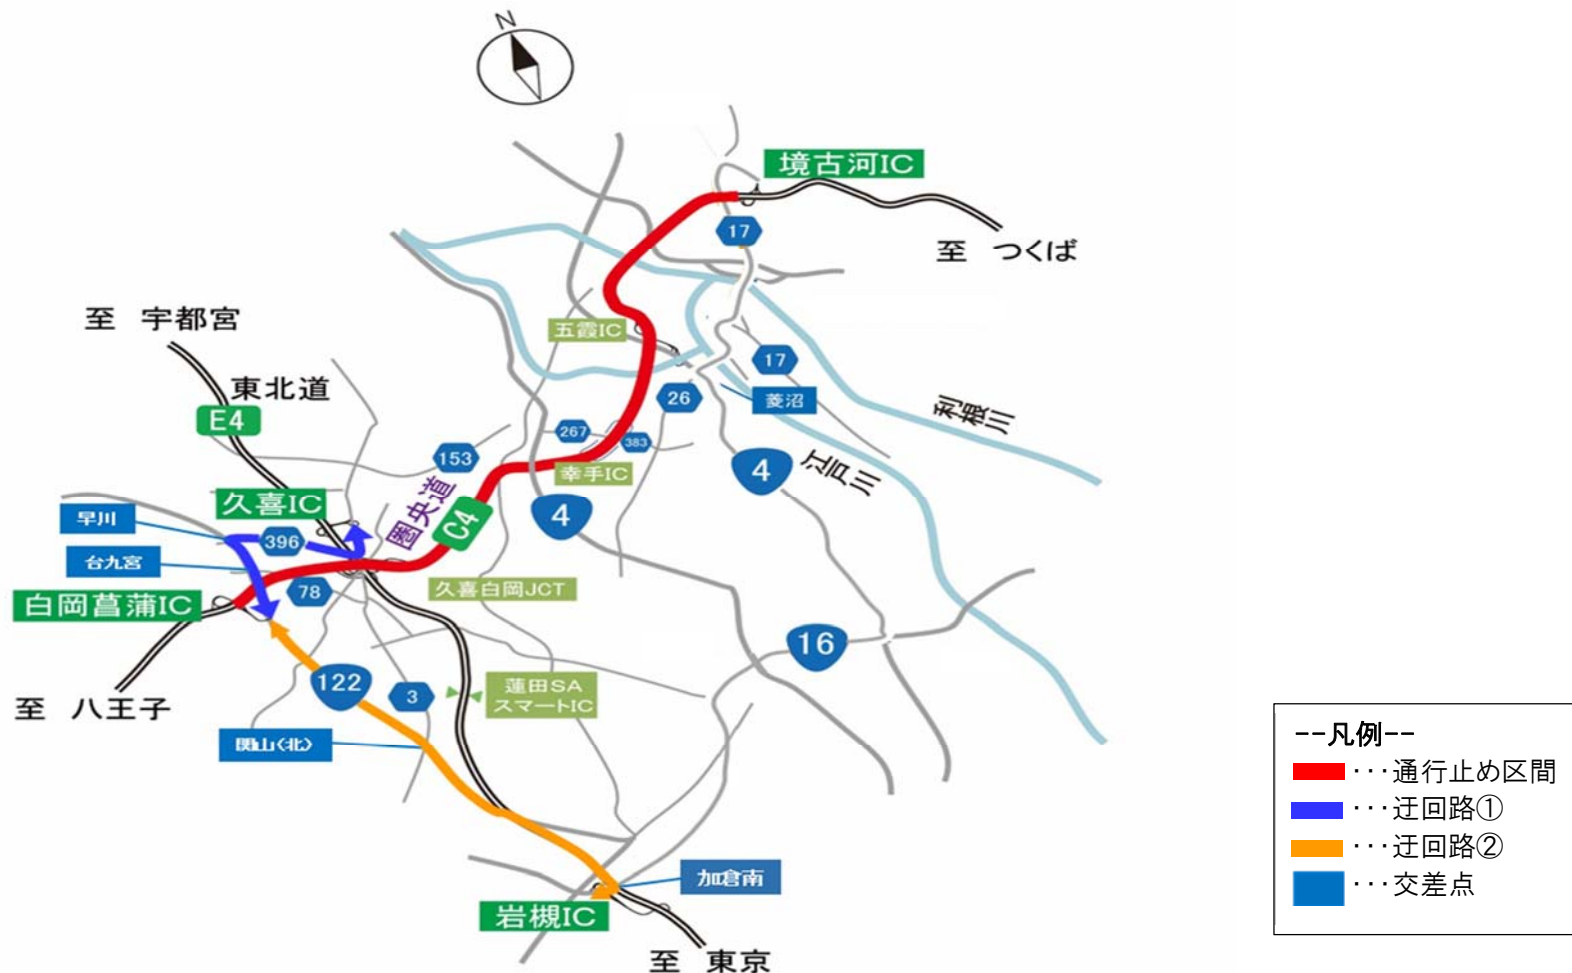 N
境古河IC
17
至 つくば
至 宇都宮
五霞IC
東北道
17
E4
26
菱沼
利根川
267
383
153
幸手IC
4
江戸川
久喜IC
圏央道
C4
4
早川
396
台九宮
78
久喜白岡JCT
白岡菖蒲IC
16
122
3
蓮田SA
スマートIC
至 八王子
関山〈北〉
--凡例--
・・・通行止め区間
・・・迂回路①
・・・迂回路②
・・・交差点
加倉南
岩槻IC
至 東京